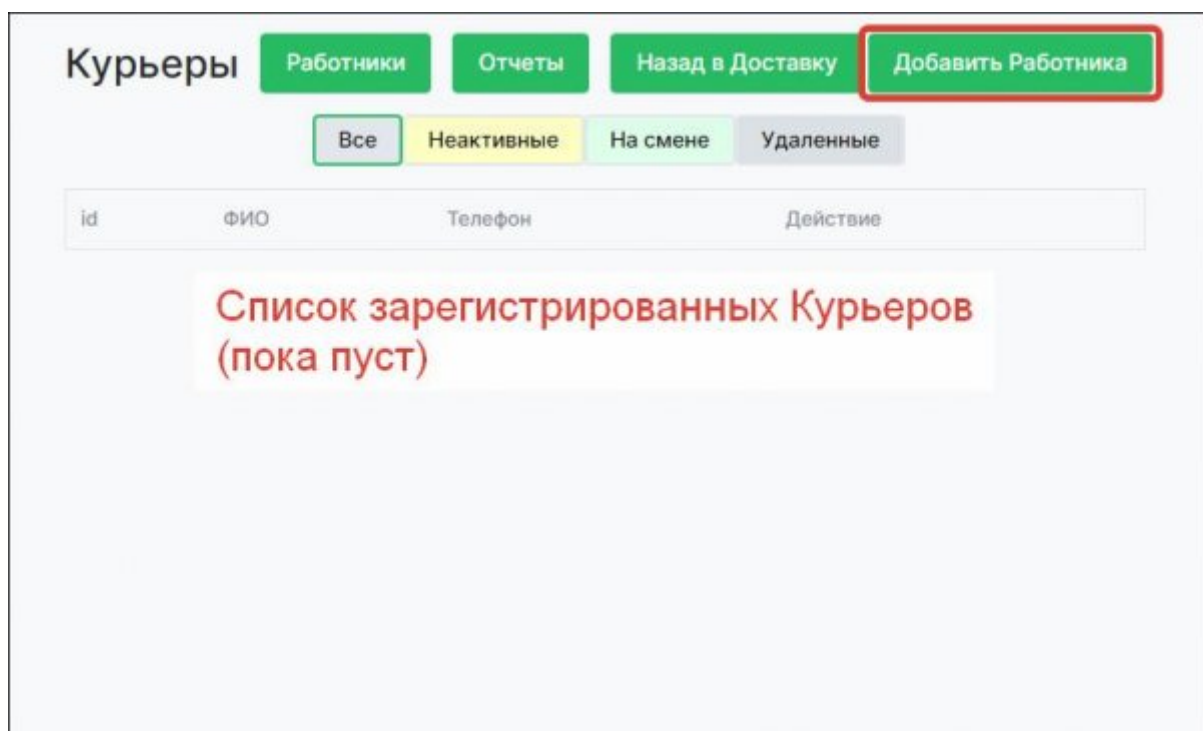 Курьеры Работники Отчеты Назад в Доставку Добавить Работника
Все Неактивные На смене Удаленные
id ФИО Телефон Действие
Список зарегистрированных Курьеров
(пока пуст)